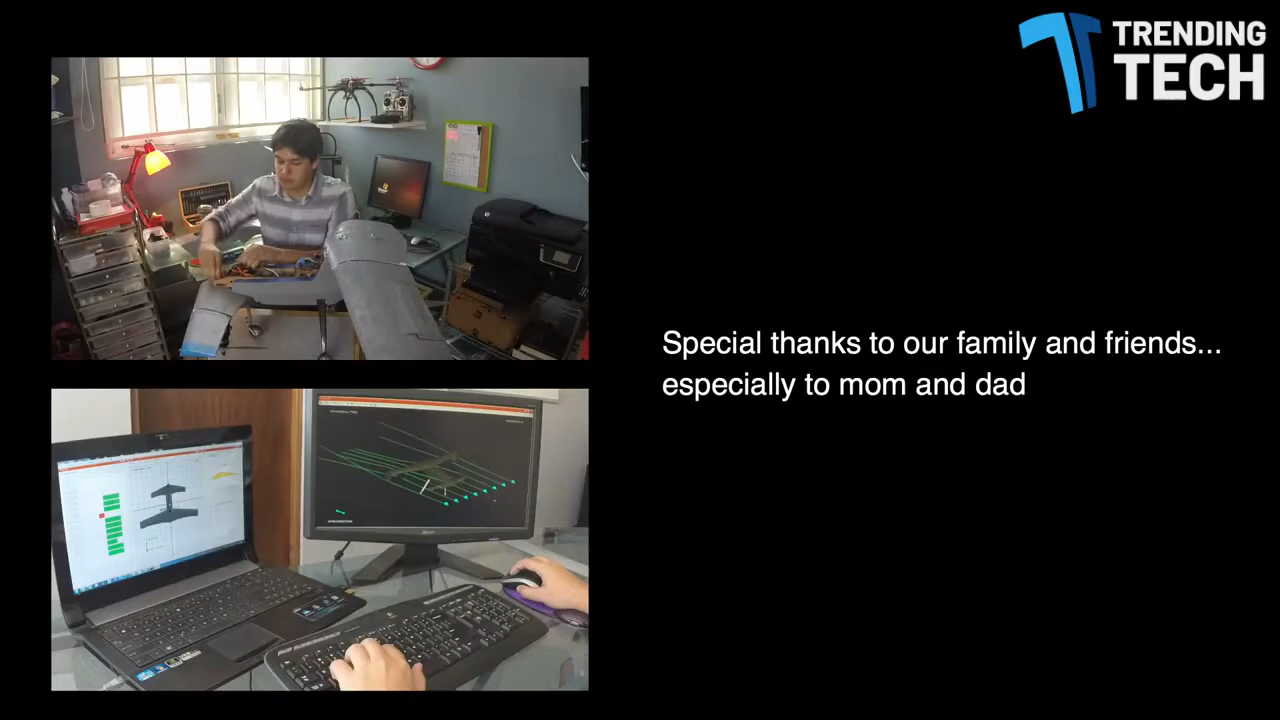 TRENDING
TECH
Special thanks to our family and friends...
especially to mom and dad